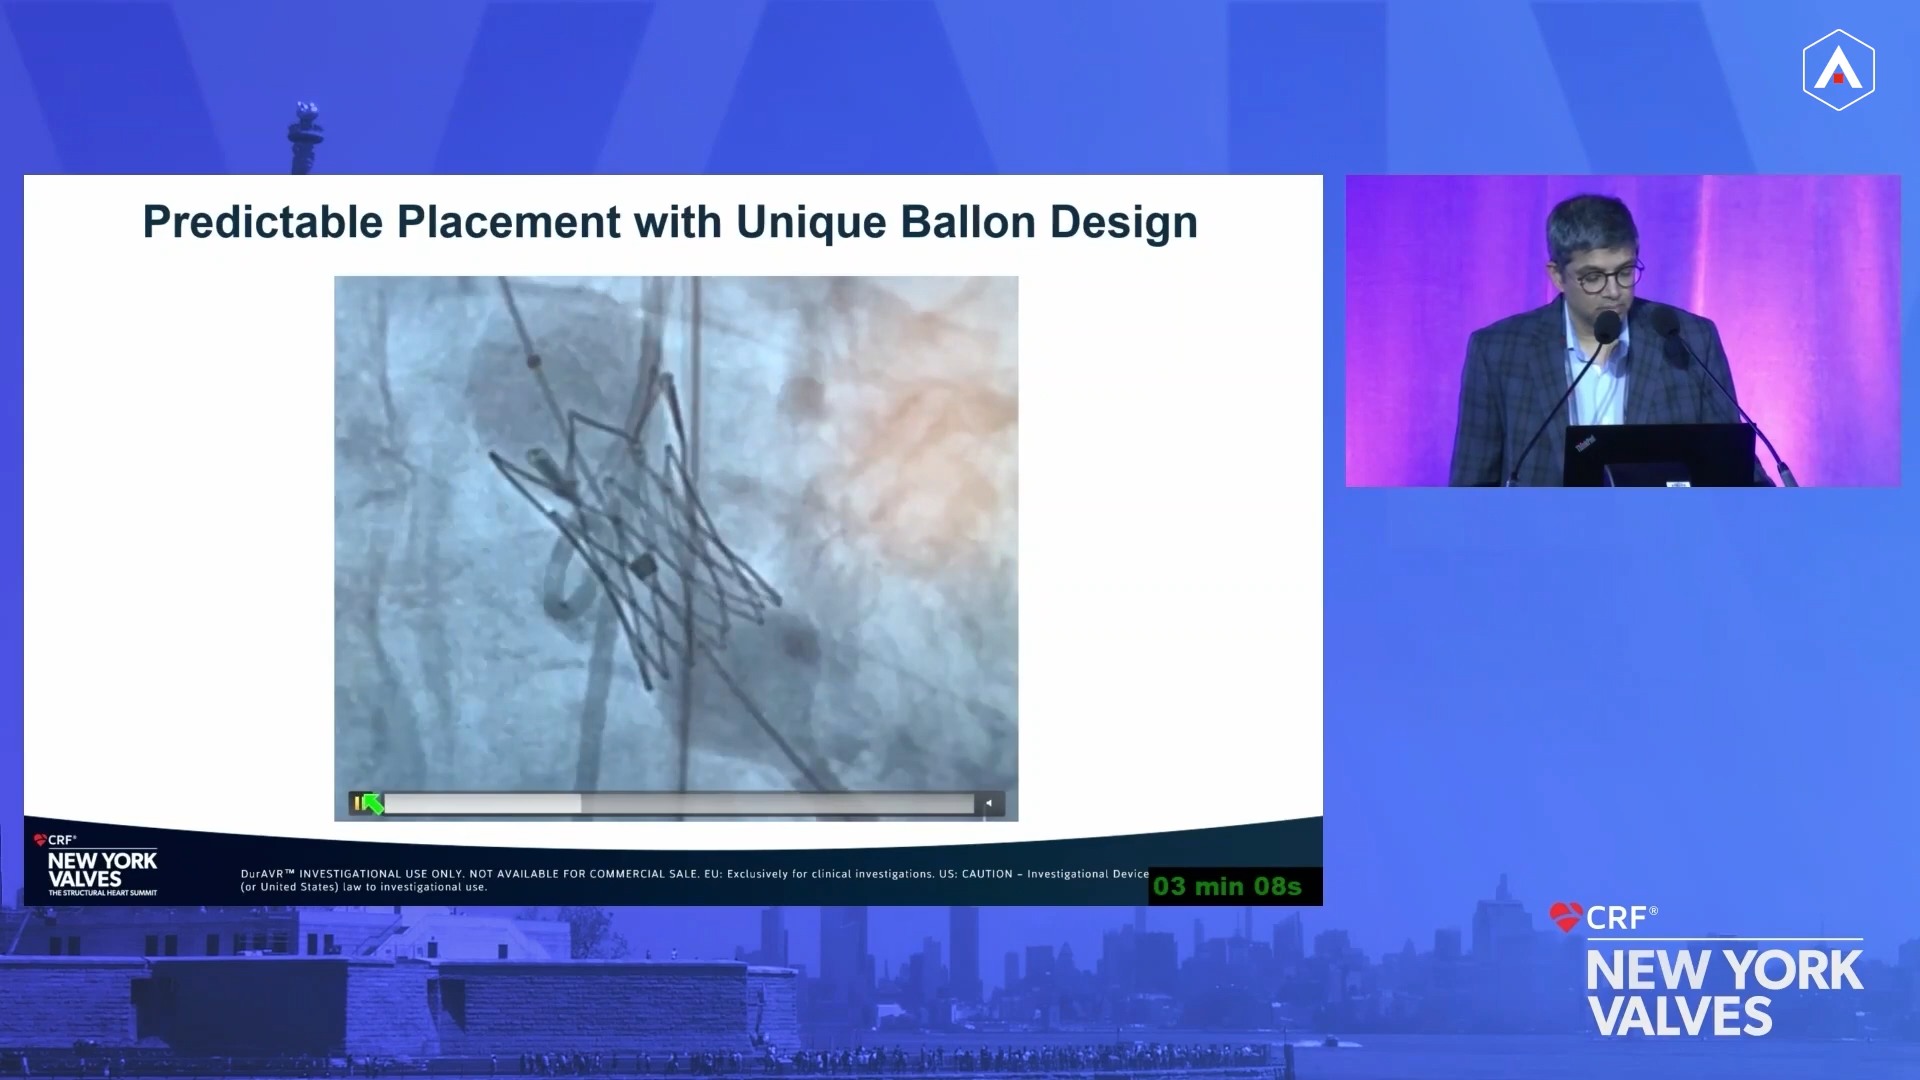 Predictable Placement with Unique Ballon Design
CRF®
NEW YORK
VALVES
THE STRUCTURAL HEART SUMMIT
DurAVR™ INVESTIGATIONAL USE ONLY. NOT AVAILABLE FOR COMMERCIAL SALE. EU: Exclusively for clinical investigations. US: CAUTION – Investigational Device
(or United States) law to investigational use.
03 min 08s
ThinkPad
CRF®
NEW YORK
VALVES